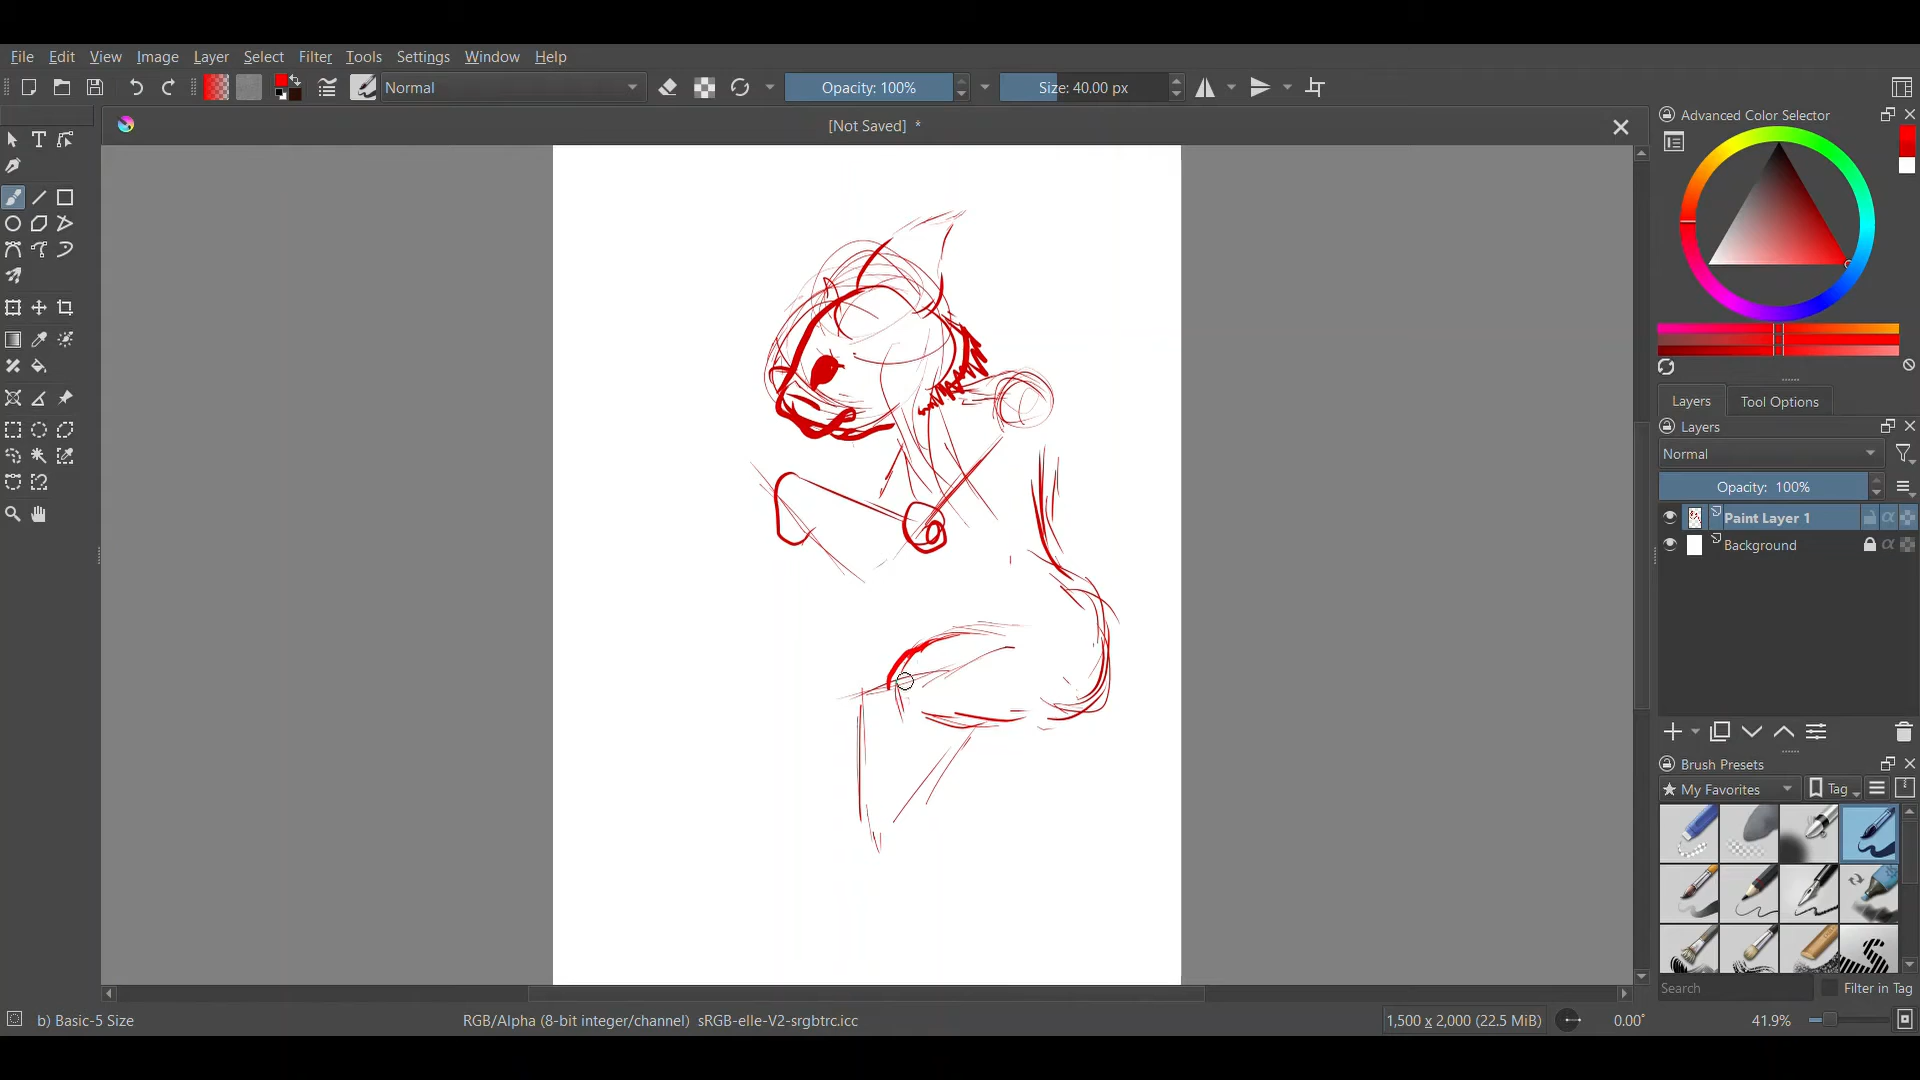 File Edit View Image Layer Select Filter Tools Settings Window Help
Normal Opacity: 100% Size: 40.00 px
[Not Saved] *
Advanced Color Selector
Layers Tool Options
Layers
Normal
Opacity: 100%
Paint Layer 1
Background
Brush Presets
My Favorites Tag
Search Filter in Tag
b) Basic-5 Size RGB/Alpha (8-bit integer/channel) sRGB-elle-V2-srgbtrc.icc 1,500 x 2,000 (22.5 MiB) 0.00° 41.9%